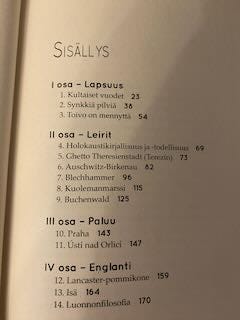 SISÄLLYS
I osa – Lapsuus
1. Kultaiset vuodet 23
2. Synkkiä pilviä 38
3. Toivo on mennyttä 54
II osa – Leirit
4. Holokaustikirjallisuus ja -todellisuus 69
5. Ghetto Theresienstadt (Terezín) 73
6. Auschwitz-Birkenau 82
7. Blechhammer 96
8. Kuolemanmarssi 115
9. Buchenwald 125
III osa – Paluu
10. Praha 143
11. Ústí nad Orlicí 147
IV osa – Englanti
12. Lancaster-pommikone 159
13. Isä 164
14. Luonnonfilosofia 170